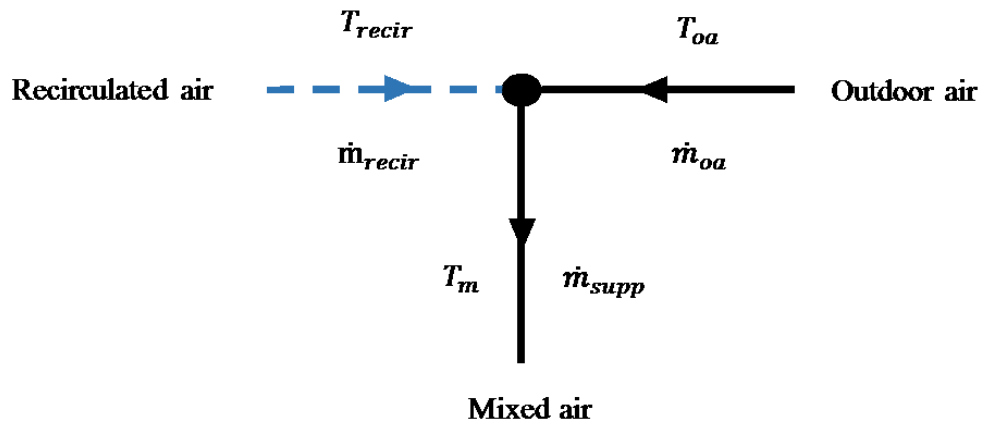 T_recir
T_oa
Recirculated air
Outdoor air
ṁ_recir
ṁ_oa
T_m
ṁ_supp
Mixed air